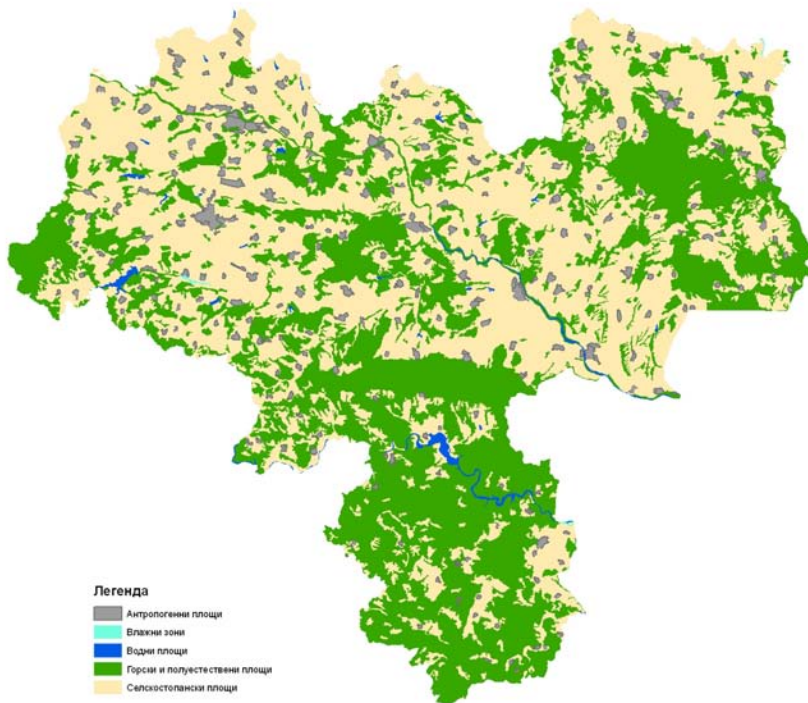 Легенда
Антропогенни площи
Влажни зони
Водни площи
Горски и полуестествени площи
Селскостопански площи